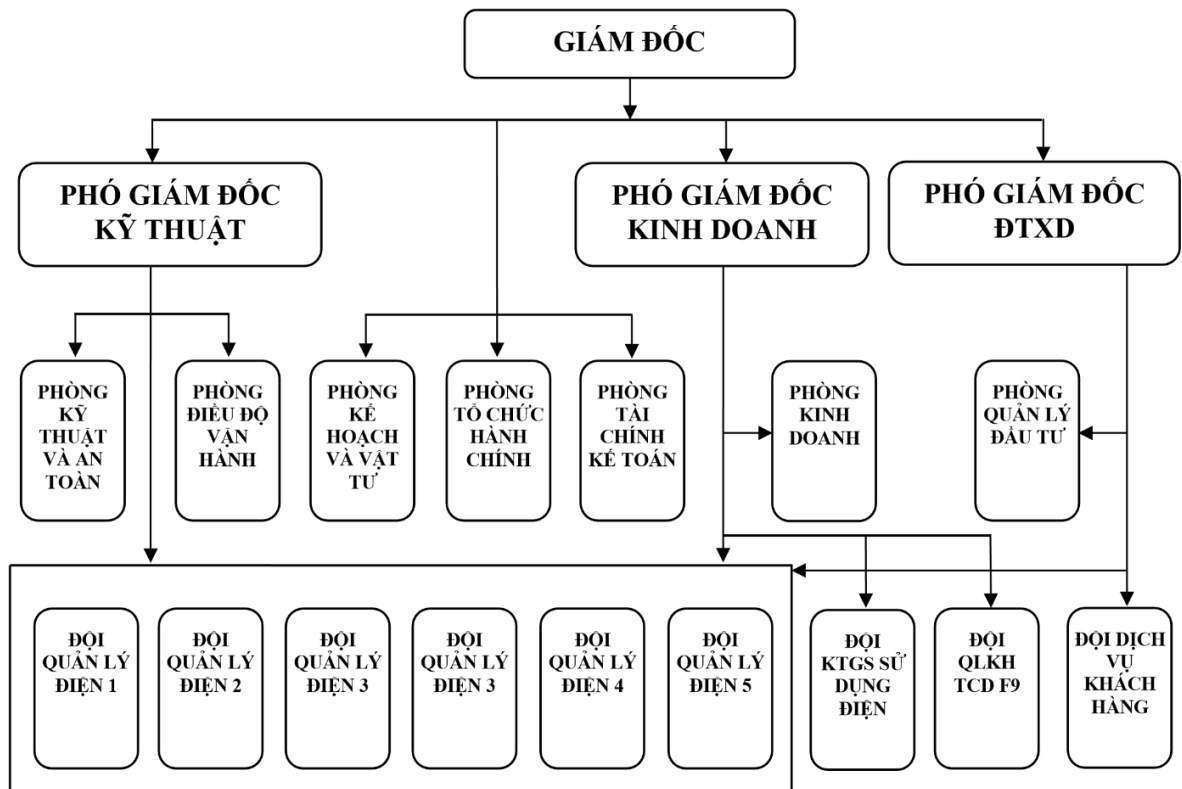 GIÁM ĐỐC
PHÓ GIÁM ĐỐC
KỸ THUẬT
PHÓ GIÁM ĐỐC
KINH DOANH
PHÓ GIÁM ĐỐC
ĐTXD
PHÒNG
KỸ
THUẬT
VÀ AN
TOÀN
PHÒNG
ĐIỀU ĐỘ
VẬN
HÀNH
PHÒNG
KẾ
HOẠCH
VÀ VẬT
TƯ
PHÒNG
TỔ CHỨC
HÀNH
CHÍNH
PHÒNG
TÀI
CHÍNH
KẾ TOÁN
PHÒNG
KINH
DOANH
PHÒNG
QUẢN LÝ
ĐẦU TƯ
ĐỘI
QUẢN LÝ
ĐIỆN 1
ĐỘI
QUẢN LÝ
ĐIỆN 2
ĐỘI
QUẢN LÝ
ĐIỆN 3
ĐỘI
QUẢN LÝ
ĐIỆN 3
ĐỘI
QUẢN LÝ
ĐIỆN 4
ĐỘI
QUẢN LÝ
ĐIỆN 5
ĐỘI
KTGS SỬ
DỤNG
ĐIỆN
ĐỘI
QLKH
TCD F9
ĐỘI DỊCH
VỤ
KHÁCH
HÀNG